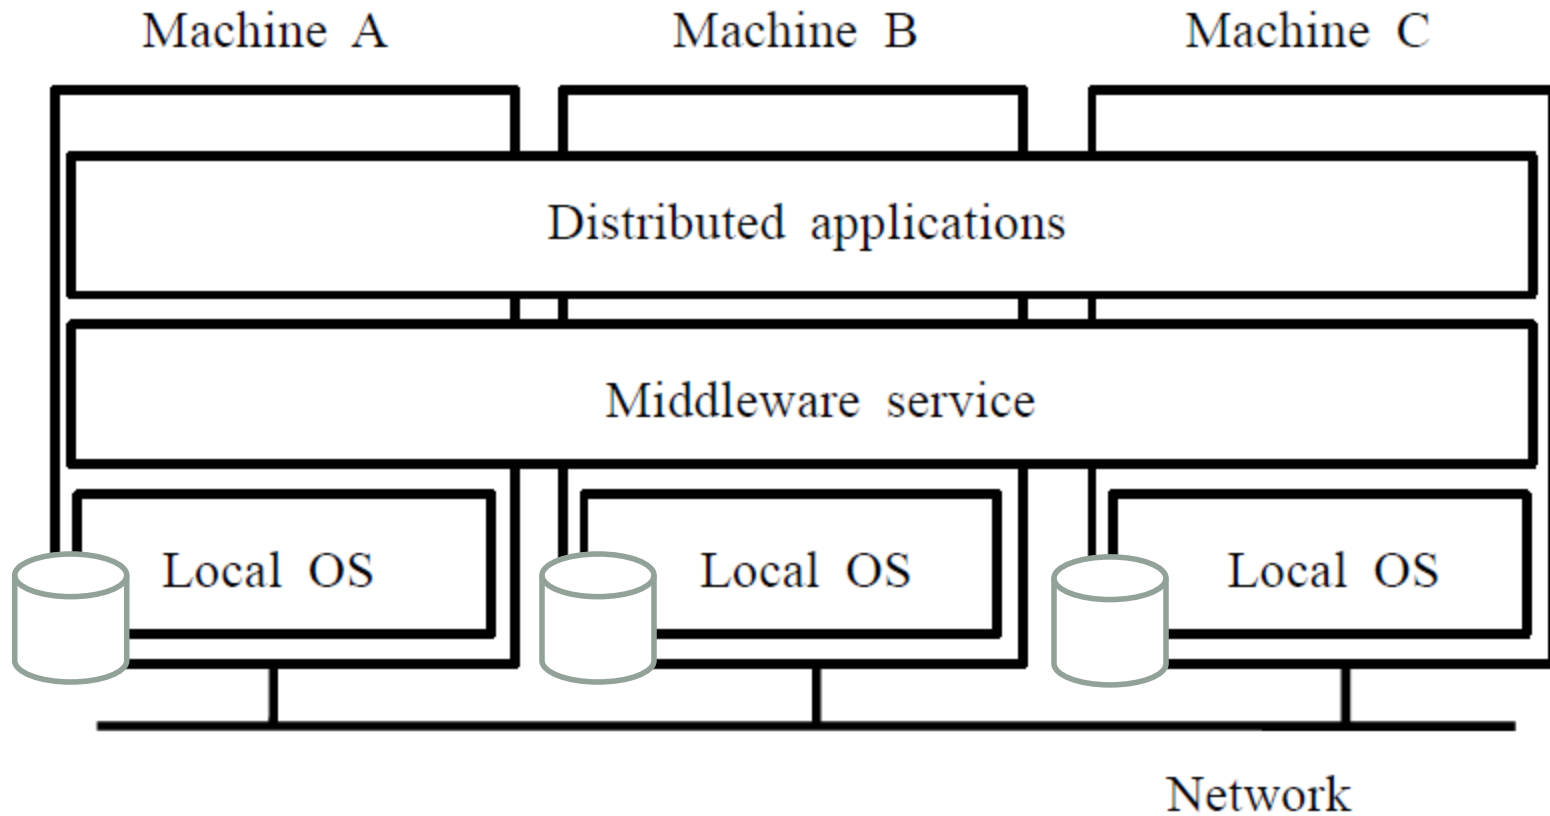 Machine A Machine B Machine C
Distributed applications
Middleware service
Local OS Local OS Local OS
Network